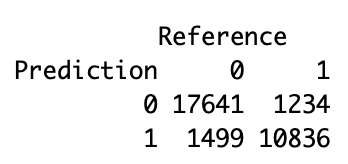 Reference
Prediction 0 1
0 17641 1234
1 1499 10836